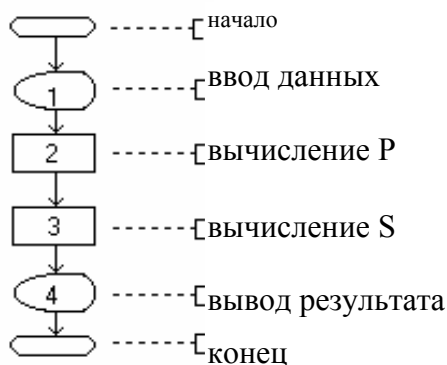 начало
1 ввод данных
2 вычисление P
3 вычисление S
4 вывод результата
конец